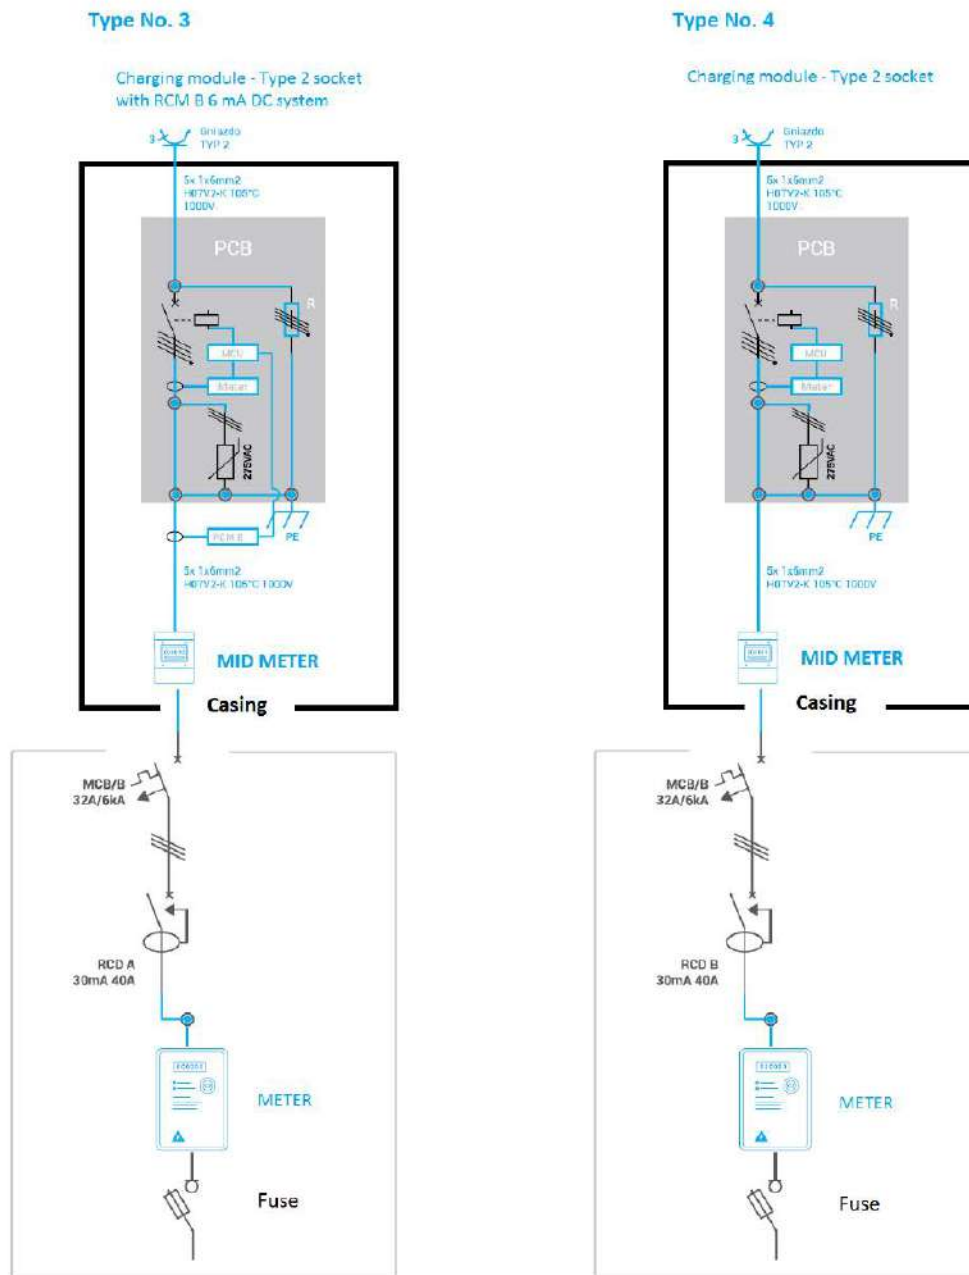 Type No. 3
Charging module - Type 2 socket
with RCM B 6 mA DC system
3
Gniazdo
TYP 2
5x 1x6mm2
H07V2-K 105°C
1000V
PCB
R
MCU
Meter
275VAC
RCM B
PE
5x 1x6mm2
H07V2-K 105°C 1000V
MID METER
Casing
MCB/B
32A/6kA
RCD A
30mA 40A
METER
Fuse
Type No. 4
Charging module - Type 2 socket
3
Gniazdo
TYP 2
5x 1x6mm2
H07V2-K 105°C
1000V
PCB
R
MCU
Meter
275VAC
PE
5x 1x6mm2
H07V2-K 105°C 1000V
MID METER
Casing
MCB/B
32A/6kA
RCD B
30mA 40A
METER
Fuse